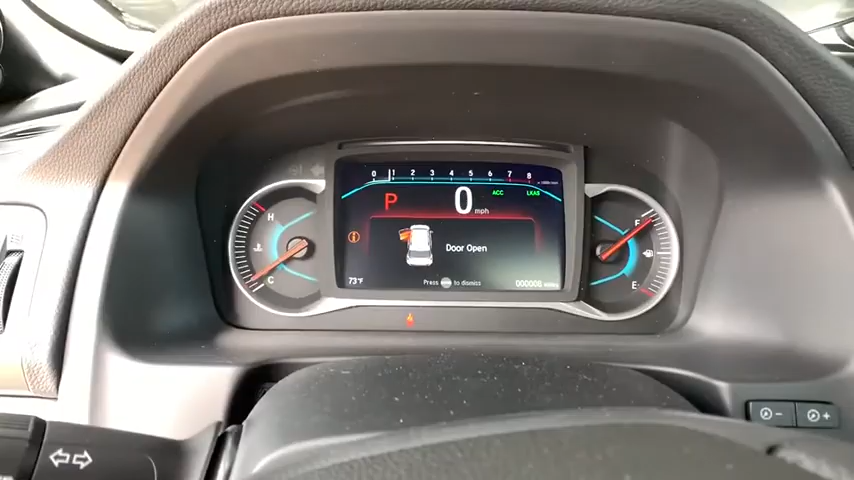 0 1 2 3 4 5 6 7 8
P 0 mph
ACC LKAS
H
C
F
E
Door Open
73°F
Press to dismiss
000008
- +